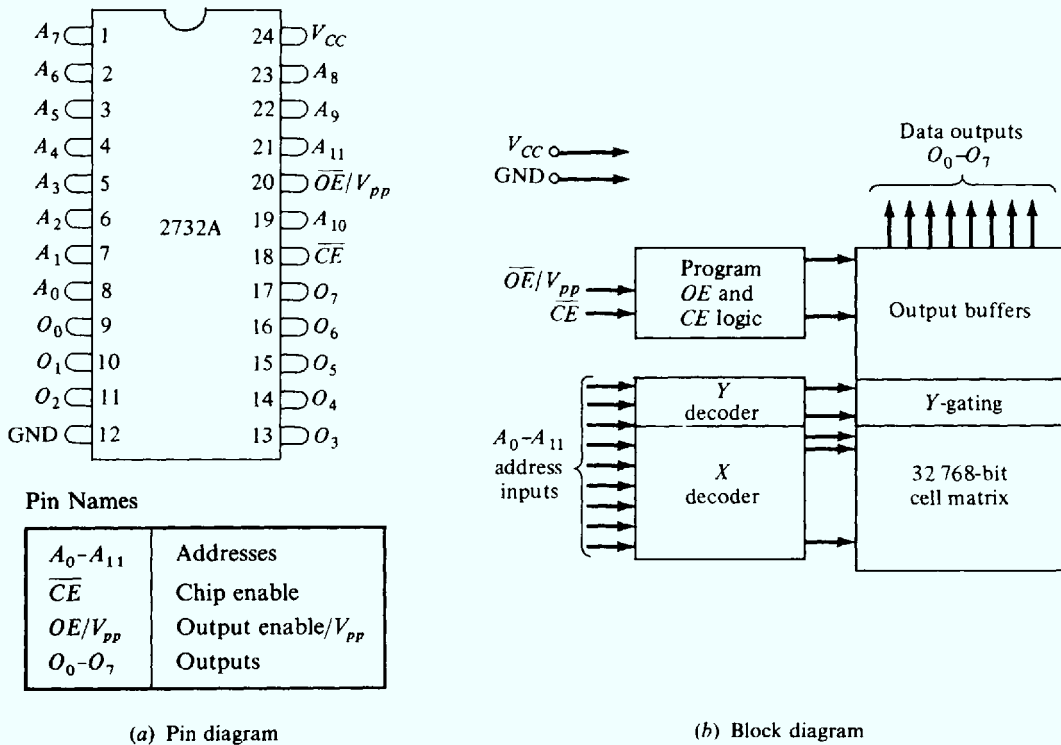 A7 1 24 VCC
A6 2 23 A8
A5 3 22 A9
A4 4 21 A11
A3 5 20 OE/Vpp
A2 6 2732A 19 A10
A1 7 18 CE
A0 8 17 O7
O0 9 16 O6
O1 10 15 O5
O2 11 14 O4
GND 12 13 O3
Pin Names
A0–A11 Addresses
CE Chip enable
OE/Vpp Output enable/Vpp
O0–O7 Outputs
(a) Pin diagram
VCC
GND
Data outputs
O0–O7
OE/Vpp
CE
Program
OE and
CE logic
Output buffers
A0–A11
address
inputs
Y
decoder
X
decoder
Y-gating
32 768-bit
cell matrix
(b) Block diagram